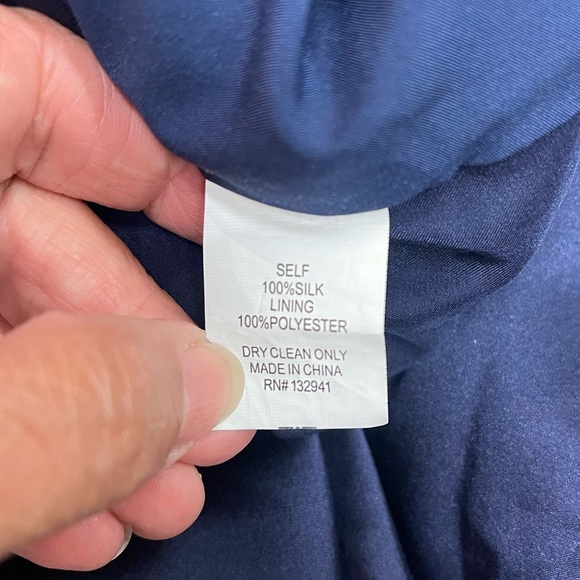 SELF
100%SILK
LINING
100%POLYESTER
DRY CLEAN ONLY
MADE IN CHINA
RN# 132941